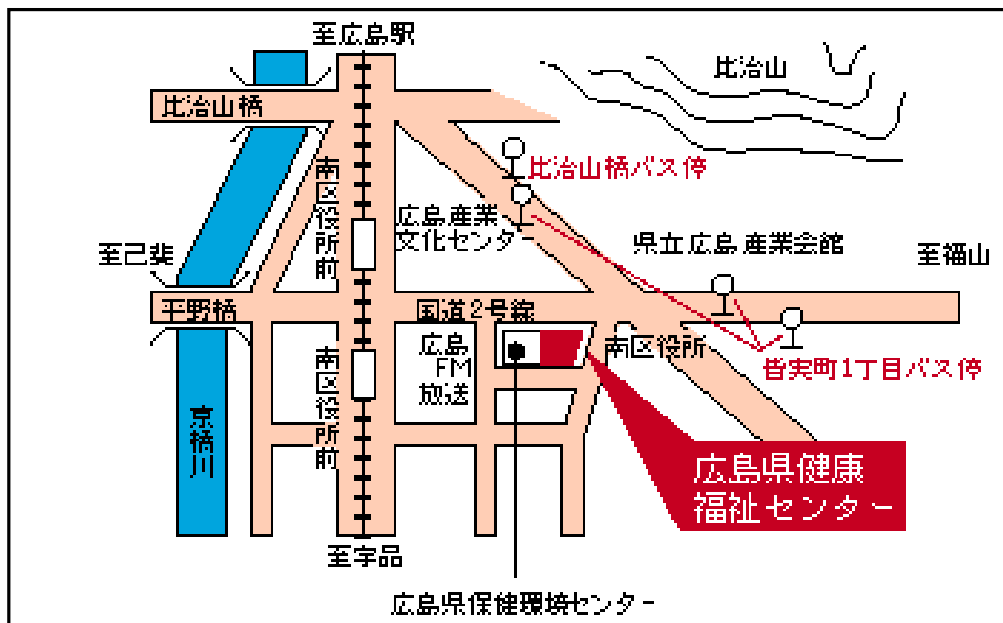 至広島駅
比治山
比治山橋
比治山橋バス停
南区役所前
広島産業
文化センター
県立広島産業会館
至己斐
至福山
平野橋
国道2号線
広島
FM
放送
南区役所
皆実町1丁目バス停
南区役所前
京橋川
広島県健康
福祉センター
至宇品
広島県保健環境センター